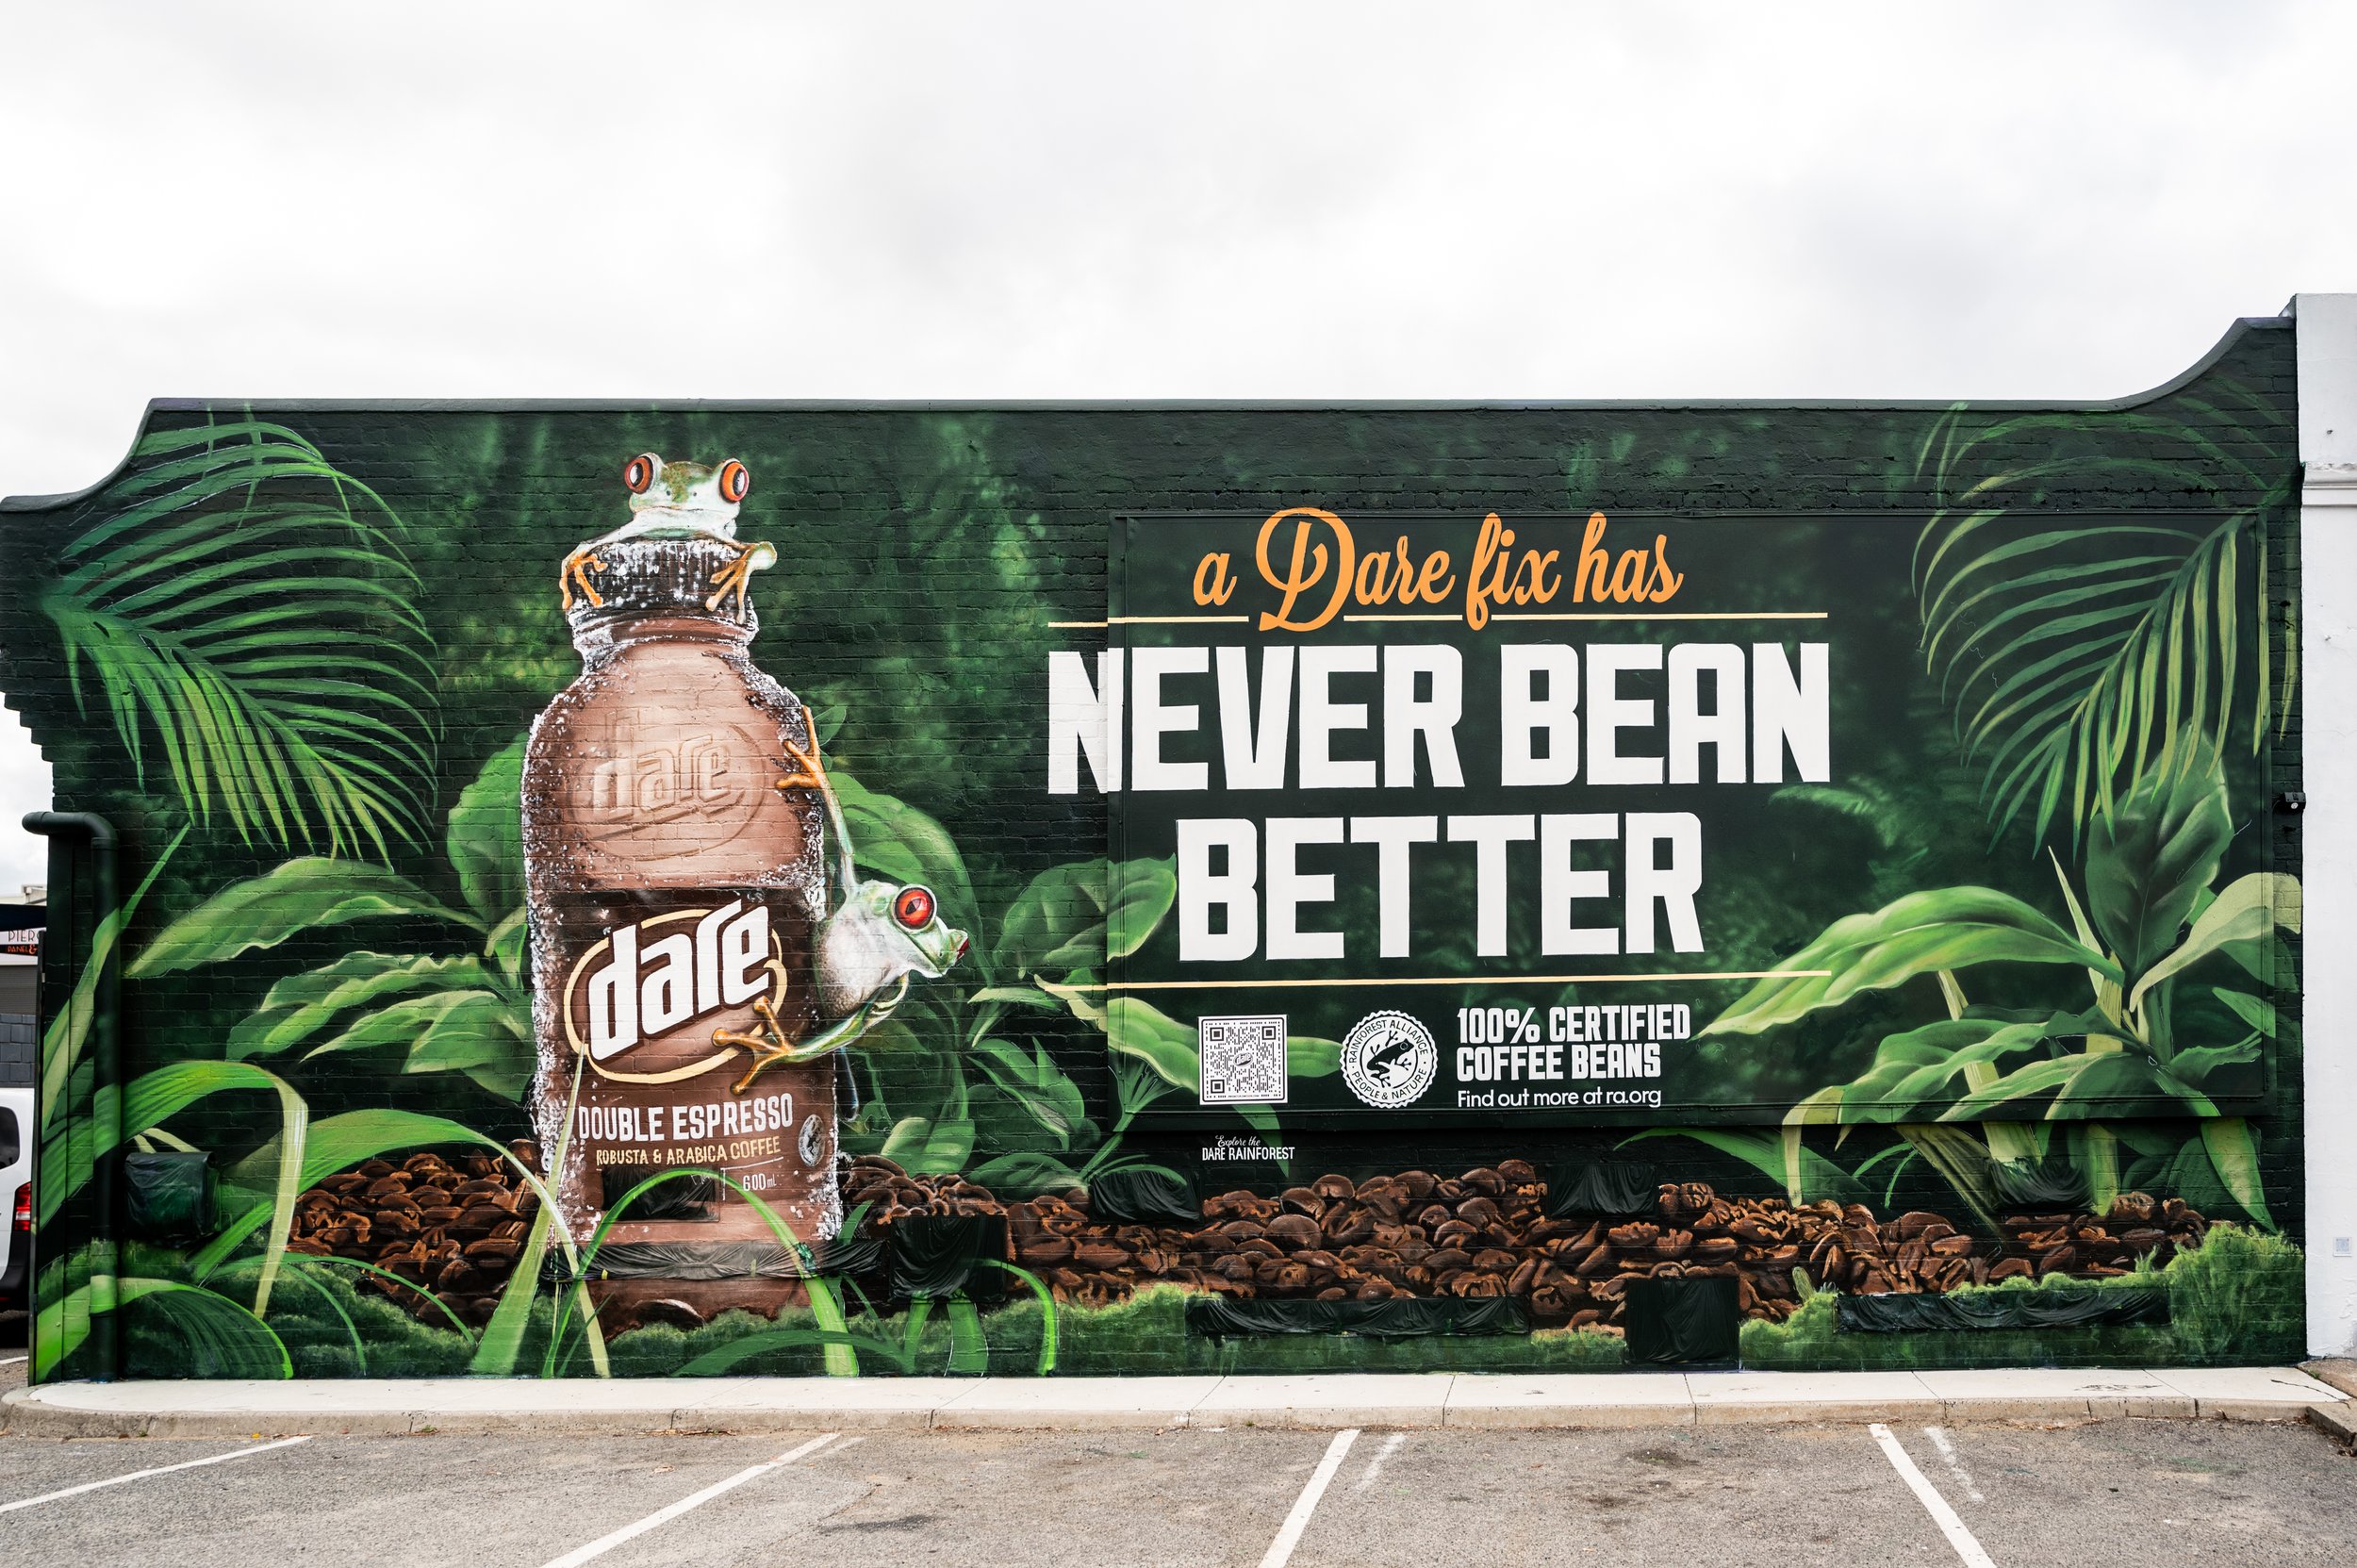 a Dare fix has
NEVER BEAN
BETTER
dare
dare
DOUBLE ESPRESSO
ROBUSTA & ARABICA COFFEE
600mL
RAINFOREST ALLIANCE
PEOPLE & NATURE
100% CERTIFIED
COFFEE BEANS
Find out more at ra.org
Explore the
DARE RAINFOREST